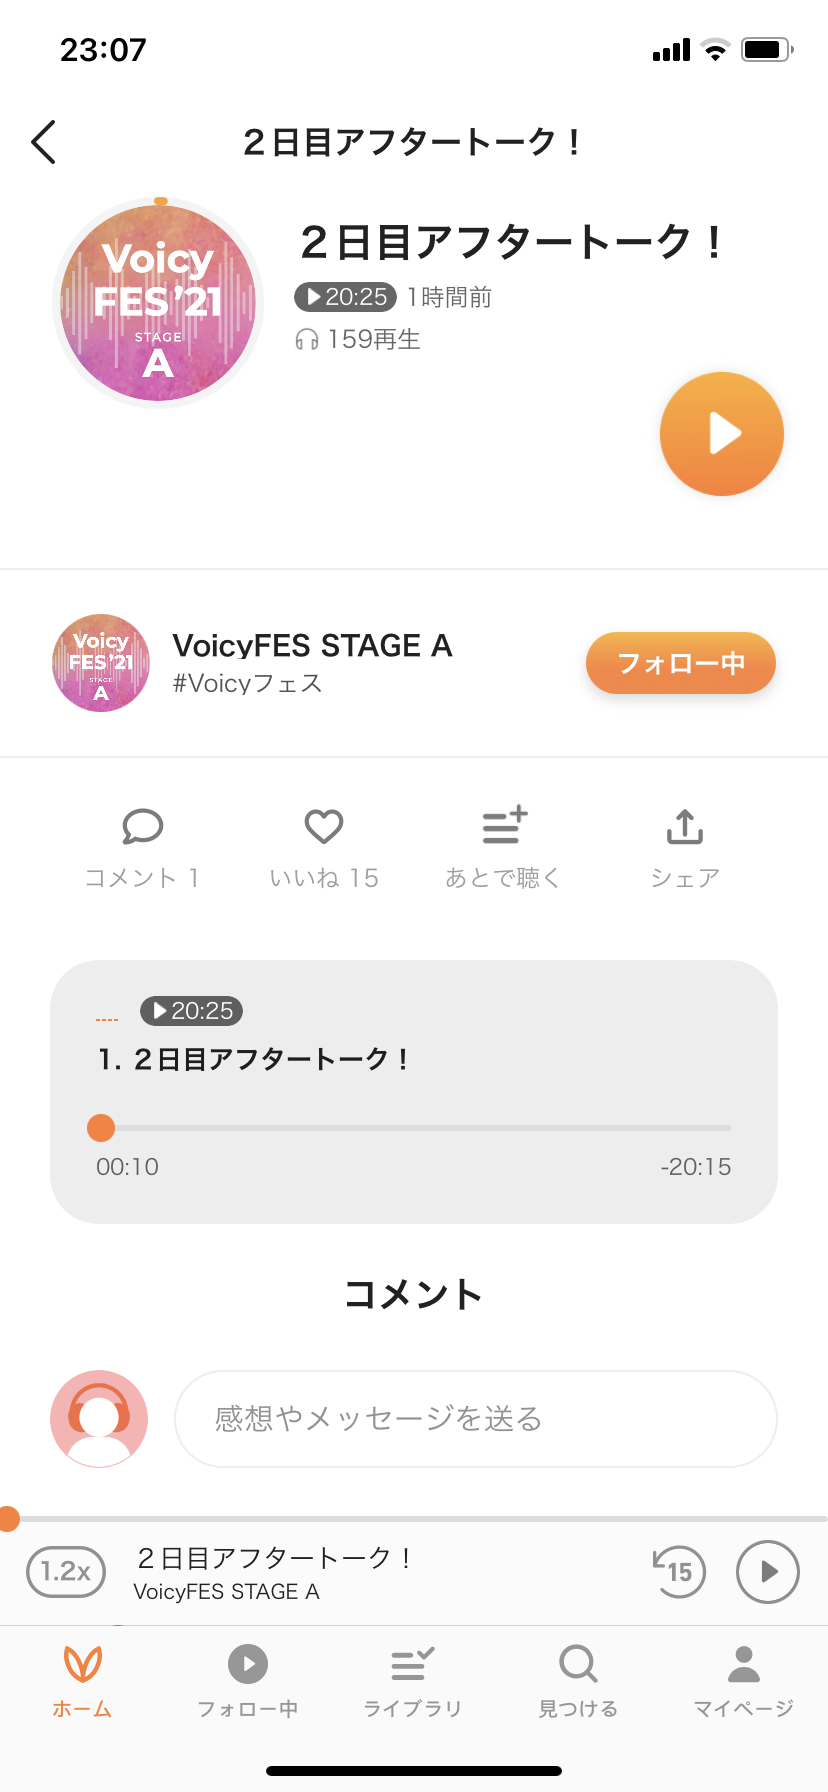 23:07
２日目アフタートーク！
Voicy
FES'21
STAGE
A
２日目アフタートーク！
20:25 1時間前
159再生
Voicy
FES'21
STAGE
A
VoicyFES STAGE A
#Voicyフェス
フォロー中
コメント 1
いいね 15
あとで聴く
シェア
20:25
1. ２日目アフタートーク！
00:10
-20:15
コメント
感想やメッセージを送る
1.2x
２日目アフタートーク！
VoicyFES STAGE A
15
ホーム
フォロー中
ライブラリ
見つける
マイページ